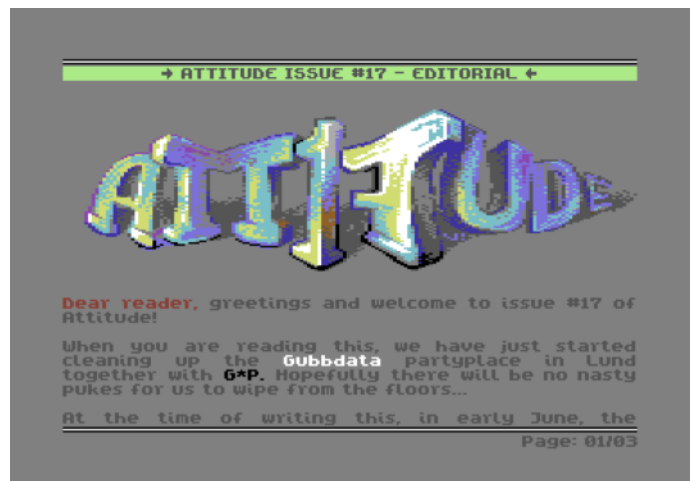 → ATTITUDE ISSUE #17 - EDITORIAL ←
ATTITUDE
Dear reader, greetings and welcome to issue #17 of
Attitude!
When you are reading this, we have just started
cleaning up the Gubbdata partyplace in Lund
together with G*P. Hopefully there will be no nasty
pukes for us to wipe from the floors...
At the time of writing this, in early June, the
Page: 01/03